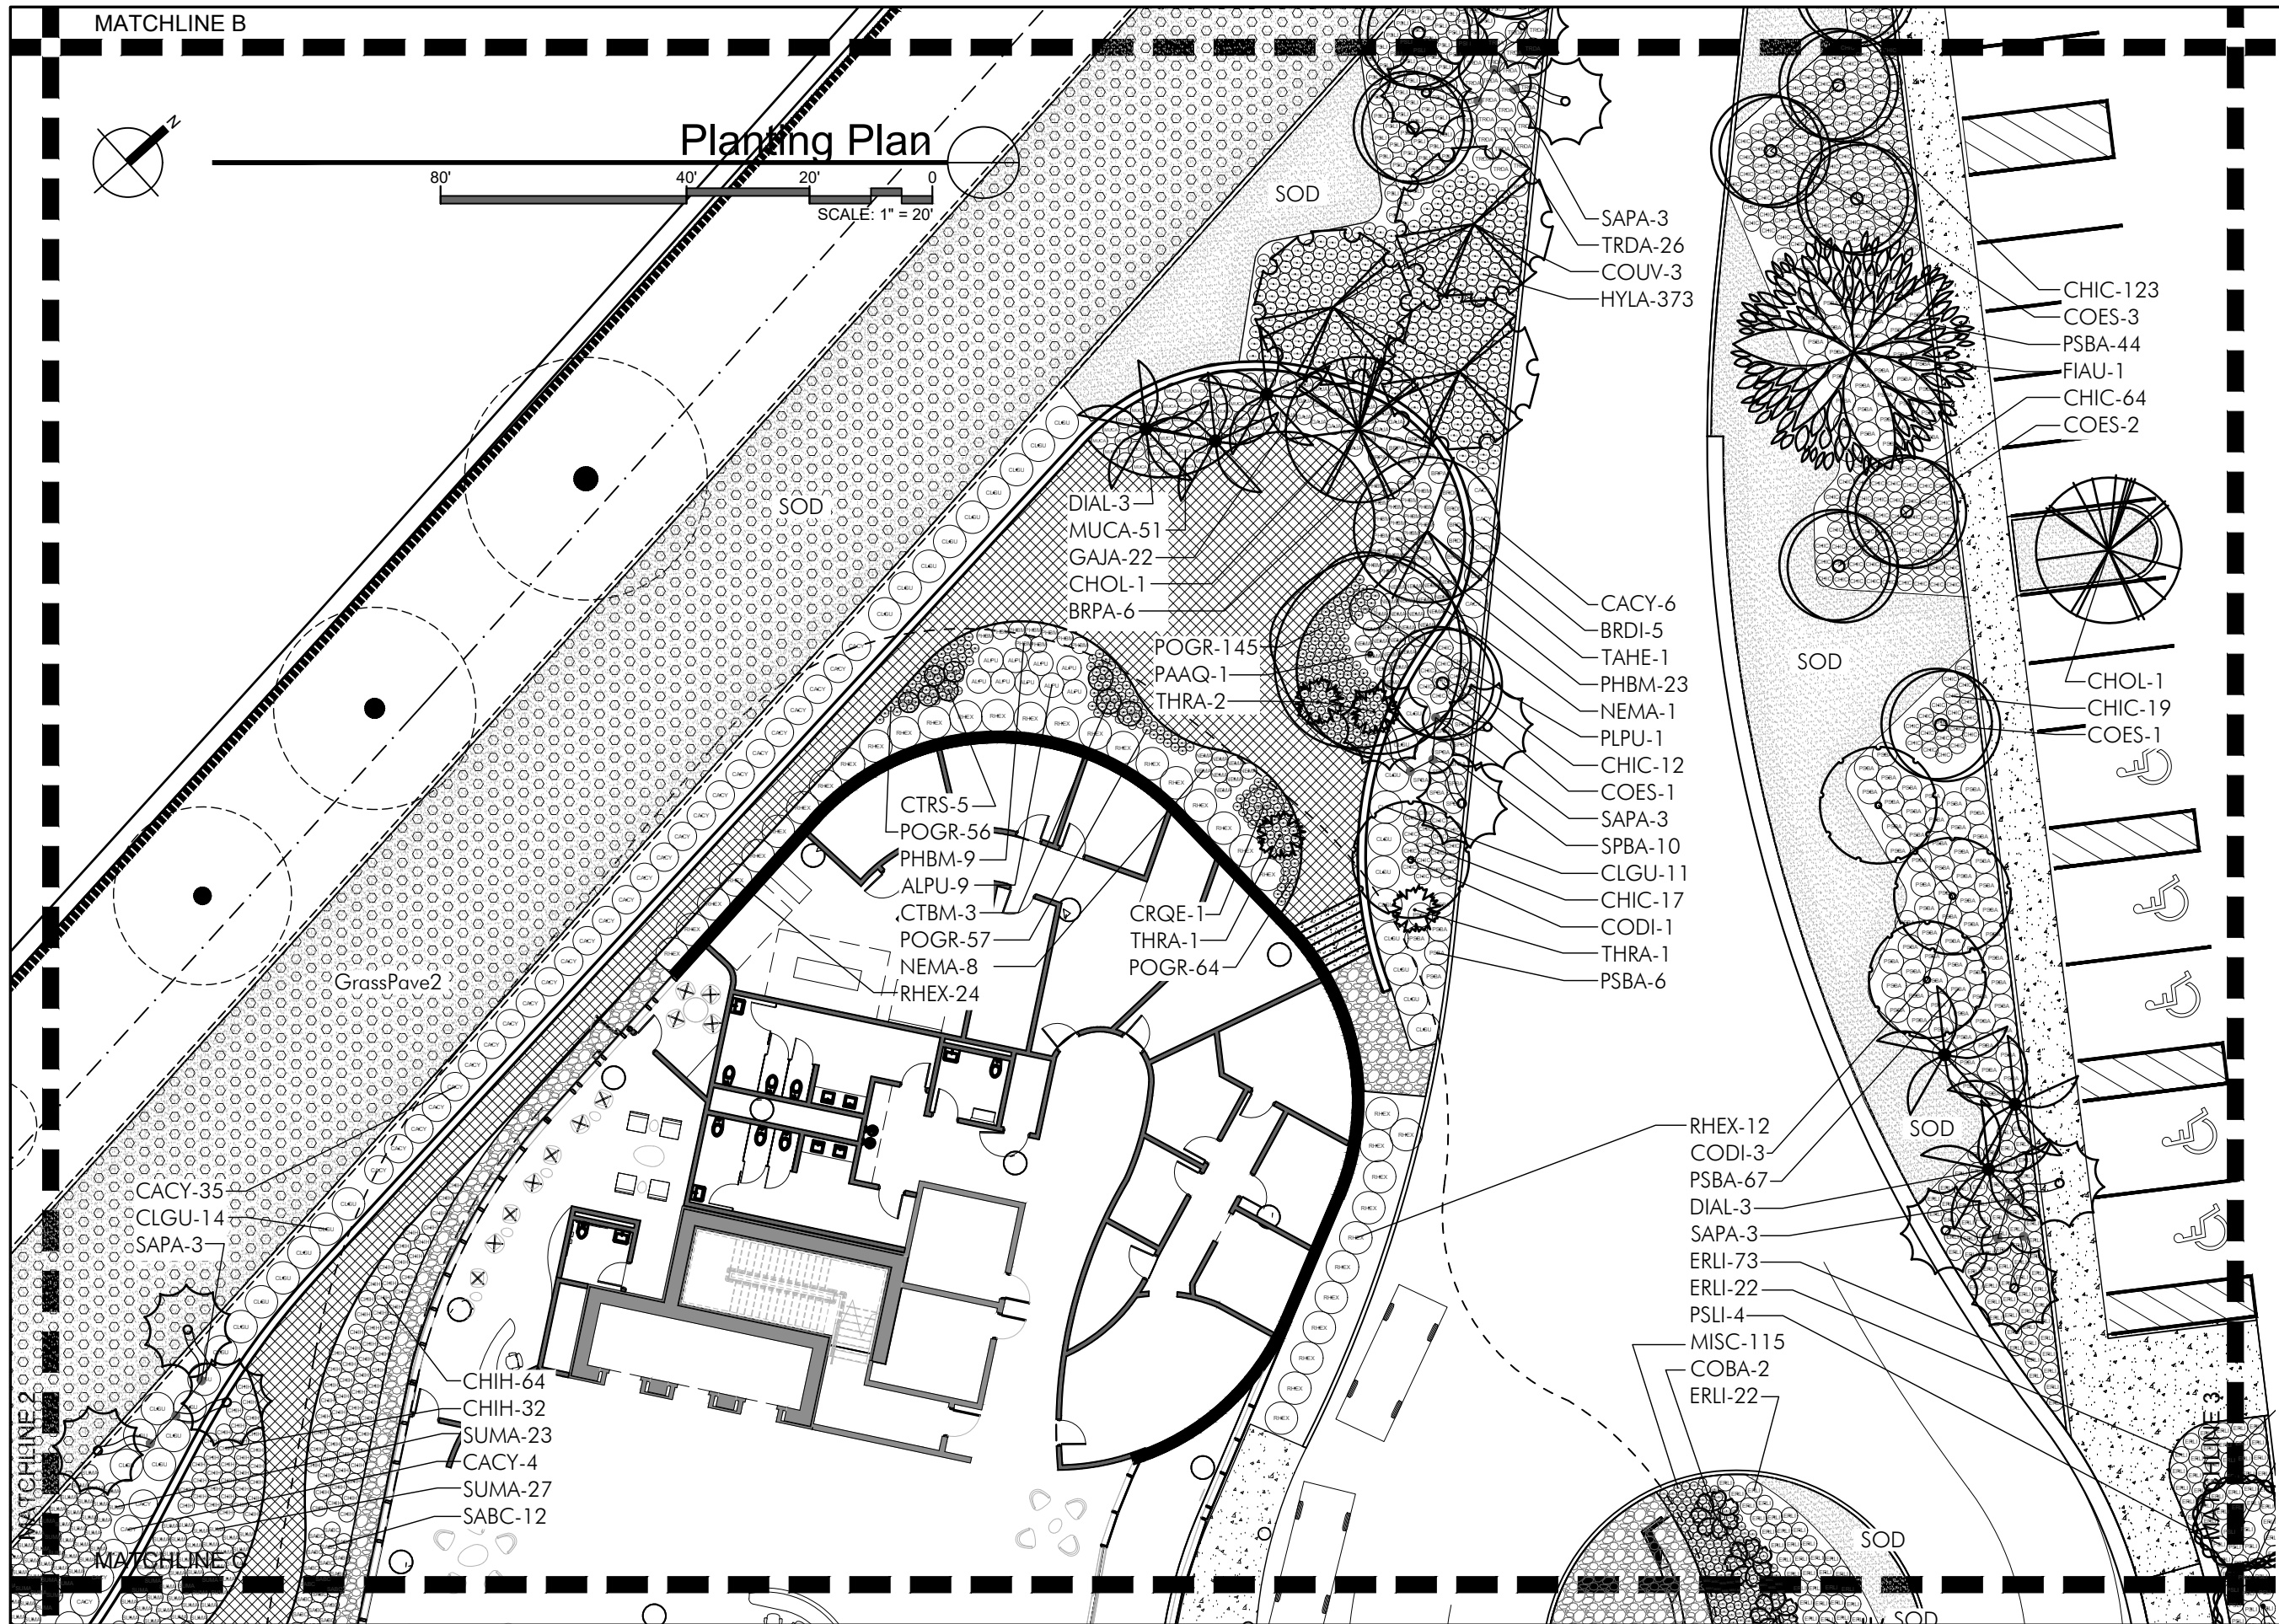 MATCHLINE B
N
Planting Plan
80' 40' 20' 0
SCALE: 1" = 20'
SOD
SAPA-3
TRDA-26
COUV-3
HYLA-373
CHIC-123
COES-3
PSBA-44
FIAU-1
CHIC-64
COES-2
SOD
DIAL-3
MUCA-51
GAJA-22
CHOL-1
BRPA-6
POGR-145
PAAQ-1
THRA-2
CACY-6
BRDI-5
TAHE-1
PHBM-23
NEMA-1
PLPU-1
CHIC-12
COES-1
SAPA-3
SPBA-10
CLGU-11
CHIC-17
CODI-1
THRA-1
PSBA-6
SOD
CHOL-1
CHIC-19
COES-1
CTRS-5
POGR-56
PHBM-9
ALPU-9
CTBM-3
POGR-57
NEMA-8
RHEX-24
CRQE-1
THRA-1
POGR-64
GrassPave2
RHEX-12
CODI-3
PSBA-67
DIAL-3
SAPA-3
ERLI-73
ERLI-22
PSLI-4
MISC-115
COBA-2
ERLI-22
SOD
CACY-35
CLGU-14
SAPA-3
CHIH-64
CHIH-32
SUMA-23
CACY-4
SUMA-27
SABC-12
MATCHLINE 2
MATCHLINE C
MATCHLINE 3
SOD
SOD